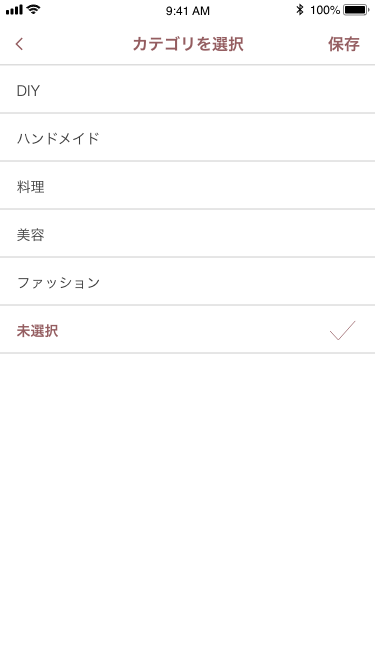 9:41 AM 100%
カテゴリを選択 保存
DIY
ハンドメイド
料理
美容
ファッション
未選択